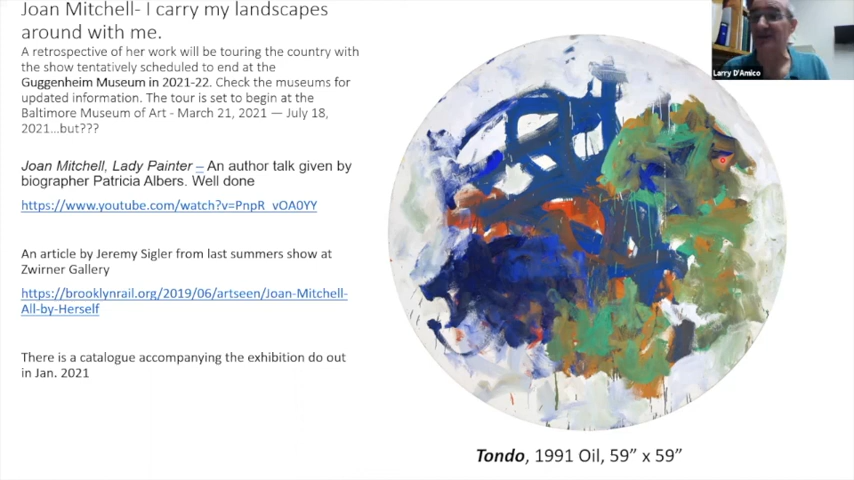 Joan Mitchell- I carry my landscapes
around with me.
A retrospective of her work will be touring the country with
the show tentatively scheduled to end at the
Guggenheim Museum in 2021-22. Check the museums for
updated information. The tour is set to begin at the
Baltimore Museum of Art - March 21, 2021 — July 18,
2021...but???
Joan Mitchell, Lady Painter – An author talk given by
biographer Patricia Albers. Well done
https://www.youtube.com/watch?v=PnpR_vOA0YY
An article by Jeremy Sigler from last summers show at
Zwirner Gallery
https://brooklynrail.org/2019/06/artseen/Joan-Mitchell-
All-by-Herself
There is a catalogue accompanying the exhibition do out
in Jan. 2021
Larry D'Amico
Tondo, 1991 Oil, 59” x 59”